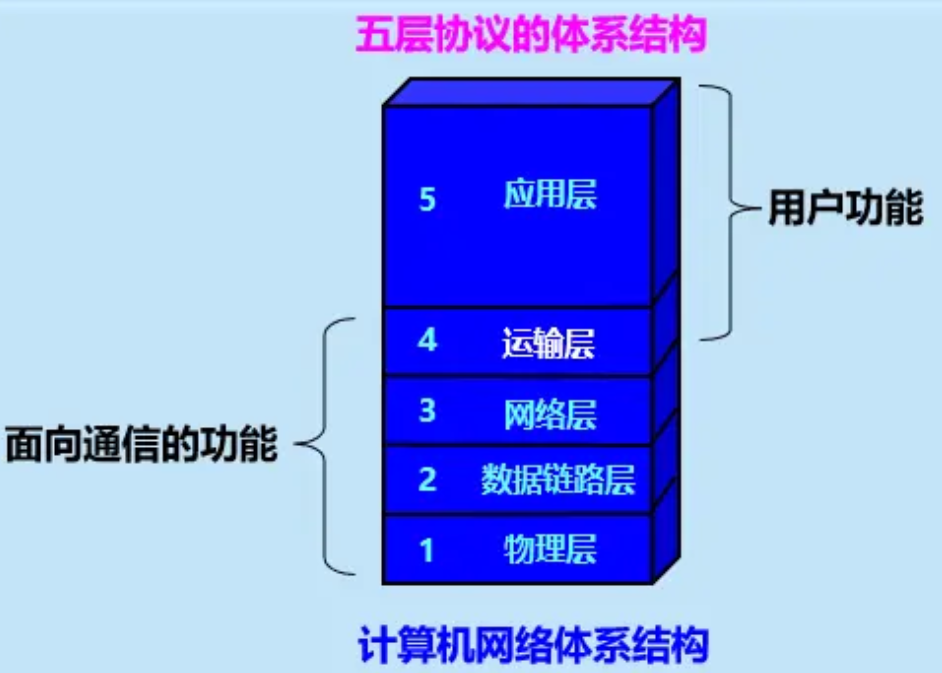 五层协议的体系结构
5 应用层
用户功能
4 运输层
3 网络层
面向通信的功能
2 数据链路层
1 物理层
计算机网络体系结构